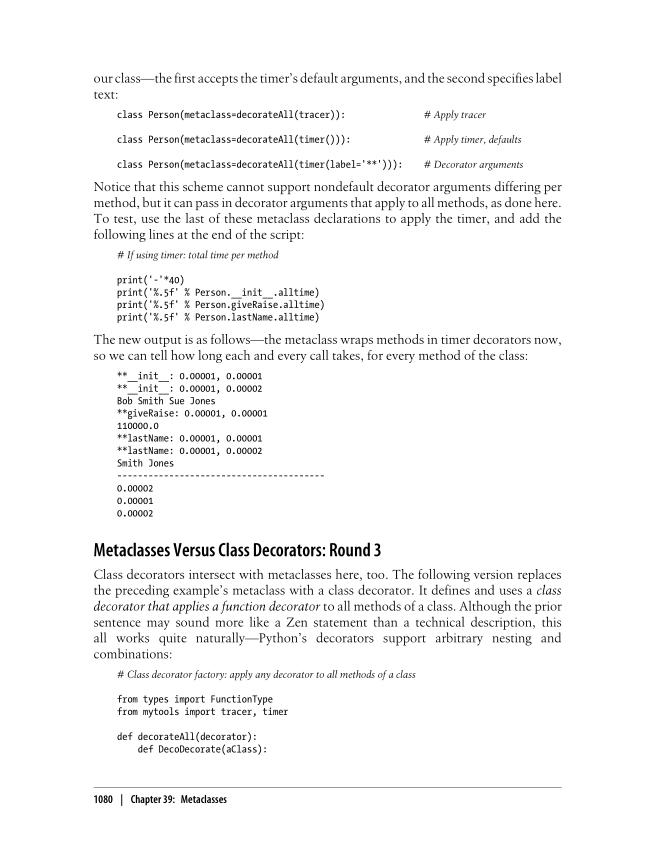 our class—the first accepts the timer’s default arguments, and the second specifies label
text:
class Person(metaclass=decorateAll(tracer)): # Apply tracer
class Person(metaclass=decorateAll(timer())): # Apply timer, defaults
class Person(metaclass=decorateAll(timer(label='**'))): # Decorator arguments
Notice that this scheme cannot support nondefault decorator arguments differing per
method, but it can pass in decorator arguments that apply to all methods, as done here.
To test, use the last of these metaclass declarations to apply the timer, and add the
following lines at the end of the script:
# If using timer: total time per method
print('-'*40)
print('%.5f' % Person.__init__.alltime)
print('%.5f' % Person.giveRaise.alltime)
print('%.5f' % Person.lastName.alltime)
The new output is as follows—the metaclass wraps methods in timer decorators now,
so we can tell how long each and every call takes, for every method of the class:
**__init__: 0.00001, 0.00001
**__init__: 0.00001, 0.00002
Bob Smith Sue Jones
**giveRaise: 0.00001, 0.00001
110000.0
**lastName: 0.00001, 0.00001
**lastName: 0.00001, 0.00002
Smith Jones
----------------------------------------
0.00002
0.00001
0.00002
Metaclasses Versus Class Decorators: Round 3
Class decorators intersect with metaclasses here, too. The following version replaces
the preceding example’s metaclass with a class decorator. It defines and uses a class
decorator that applies a function decorator to all methods of a class. Although the prior
sentence may sound more like a Zen statement than a technical description, this
all works quite naturally—Python’s decorators support arbitrary nesting and
combinations:
# Class decorator factory: apply any decorator to all methods of a class
from types import FunctionType
from mytools import tracer, timer
def decorateAll(decorator):
def DecoDecorate(aClass):
1080 | Chapter 39: Metaclasses